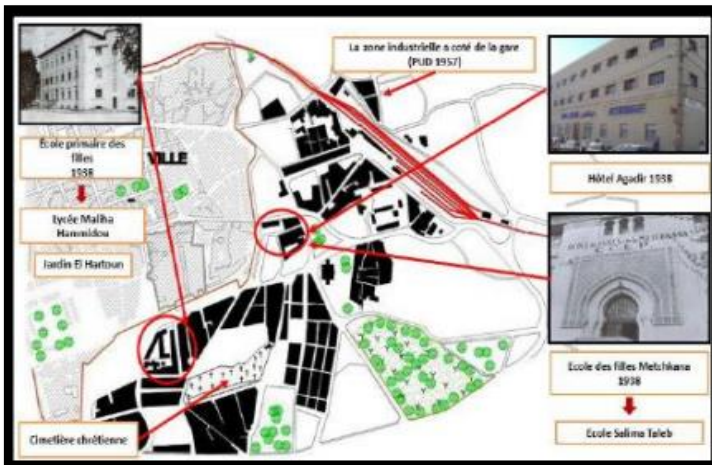 La zone industrielle a coté de la gare
(PUD 1957)
École primaire des
filles
1938
VILLE
Lycée Maliha
Hammidou
Jardin El Hartoun
Hôtel Agadir 1938
Ecole des filles Metchkana
1938
Ecole Salima Taleb
Cimetière chrétienne